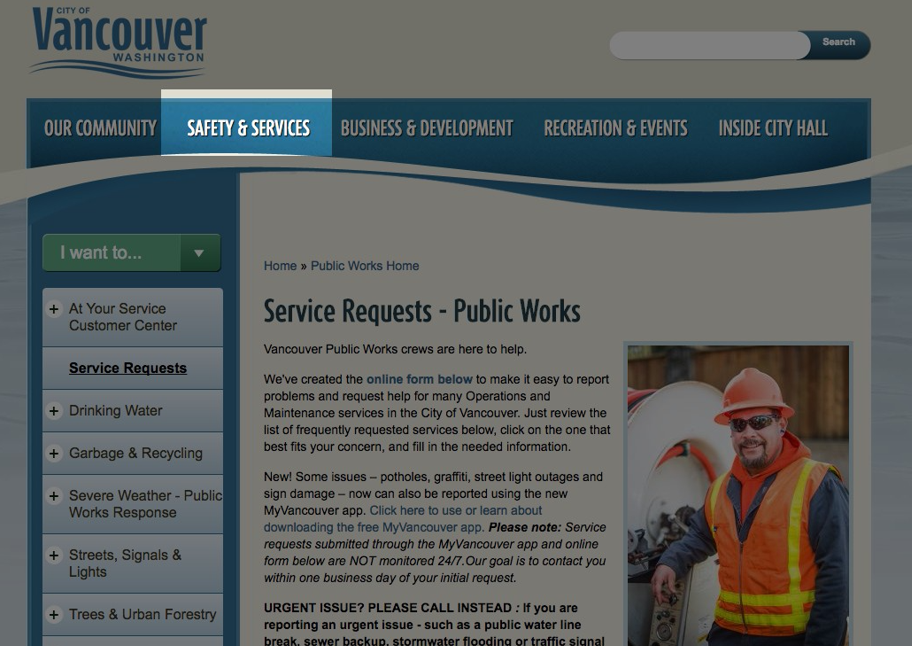 CITY OF
Vancouver
WASHINGTON
Search
OUR COMMUNITY
SAFETY & SERVICES
BUSINESS & DEVELOPMENT
RECREATION & EVENTS
INSIDE CITY HALL
I want to...
At Your Service
Customer Center
Service Requests
Drinking Water
Garbage & Recycling
Severe Weather - Public
Works Response
Streets, Signals &
Lights
Trees & Urban Forestry
Home » Public Works Home
Service Requests - Public Works
Vancouver Public Works crews are here to help.
We've created the online form below to make it easy to report
problems and request help for many Operations and
Maintenance services in the City of Vancouver. Just review the
list of frequently requested services below, click on the one that
best fits your concern, and fill in the needed information.
New! Some issues – potholes, graffiti, street light outages and
sign damage – now can also be reported using the new
MyVancouver app. Click here to use or learn about
downloading the free MyVancouver app. Please note: Service
requests submitted through the MyVancouver app and online
form below are NOT monitored 24/7.Our goal is to contact you
within one business day of your initial request.
URGENT ISSUE? PLEASE CALL INSTEAD : If you are
reporting an urgent issue - such as a public water line
break, sewer backup, stormwater flooding or traffic signal